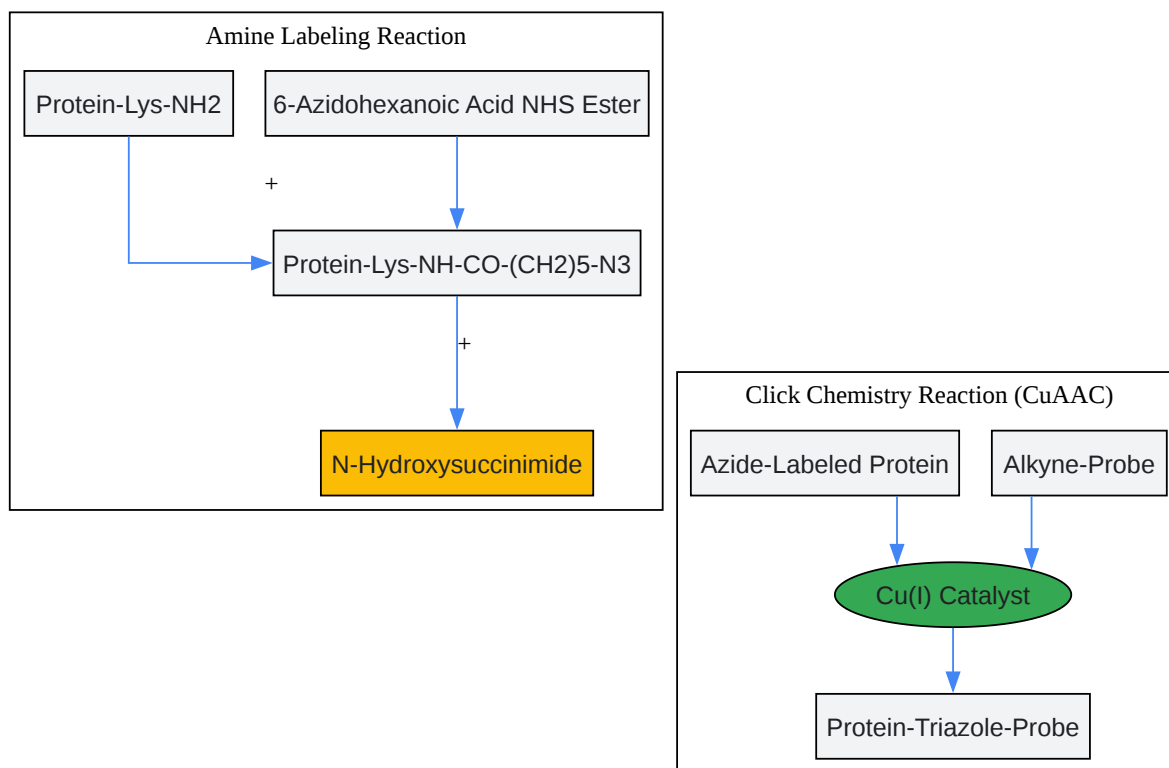 Amine Labeling Reaction
Protein-Lys-NH2
6-Azidohexanoic Acid NHS Ester
+
Protein-Lys-NH-CO-(CH2)5-N3
+
N-Hydroxysuccinimide
Click Chemistry Reaction (CuAAC)
Azide-Labeled Protein
Alkyne-Probe
Cu(I) Catalyst
Protein-Triazole-Probe